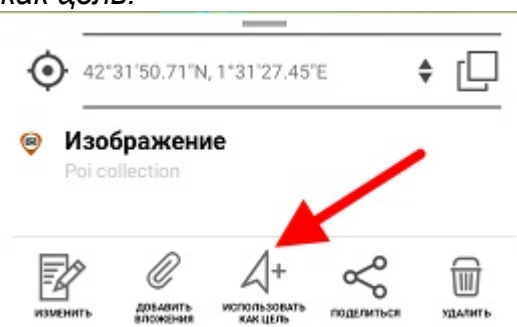 как цель.
42°31'50.71"N, 1°31'27.45"E
Изображение
Poi collection
ИЗМЕНИТЬ
ДОБАВИТЬ ВЛОЖЕНИЯ
ИСПОЛЬЗОВАТЬ КАК ЦЕЛЬ
ПОДЕЛИТЬСЯ
УДАЛИТЬ